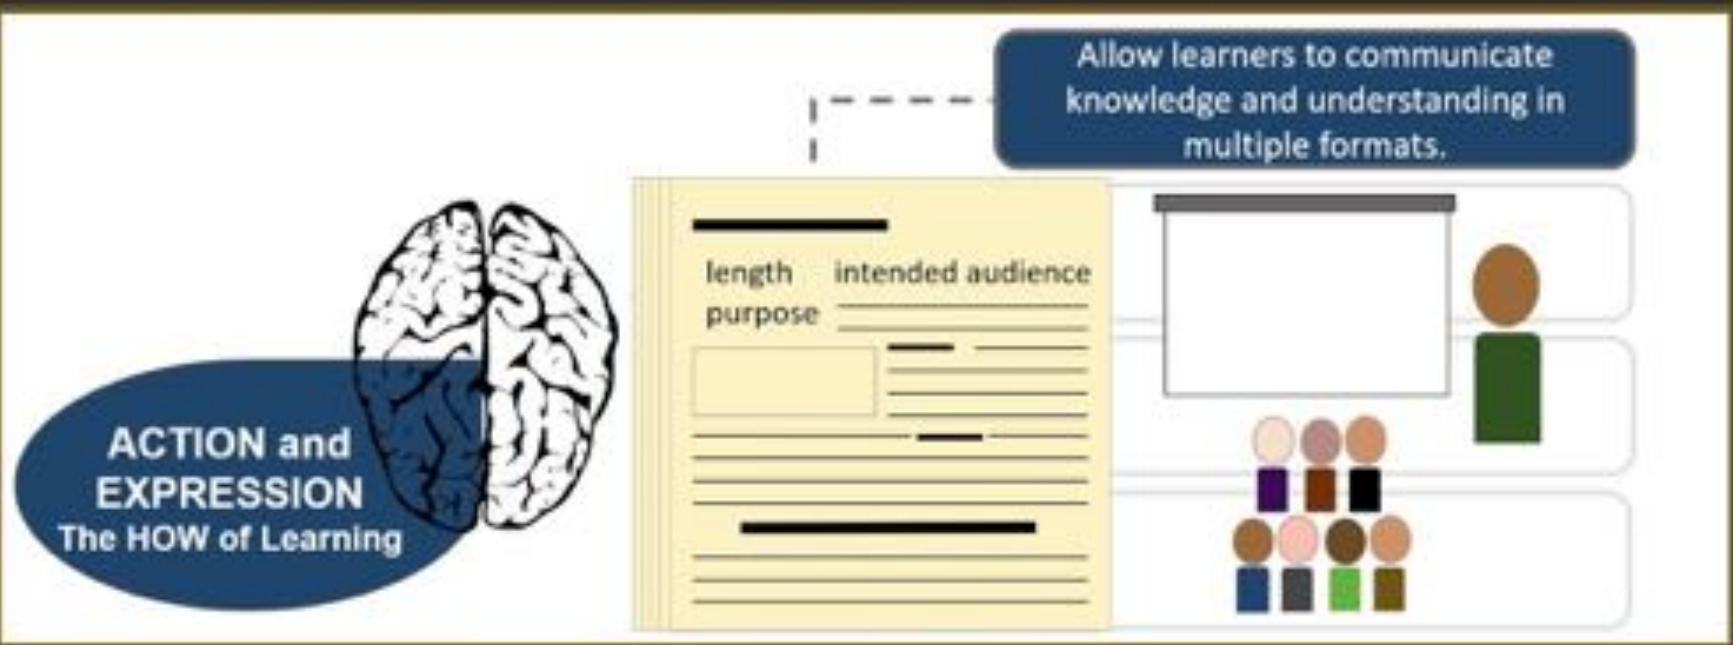 Allow learners to communicate
knowledge and understanding in
multiple formats.
length intended audience
purpose
ACTION and
EXPRESSION
The HOW of Learning